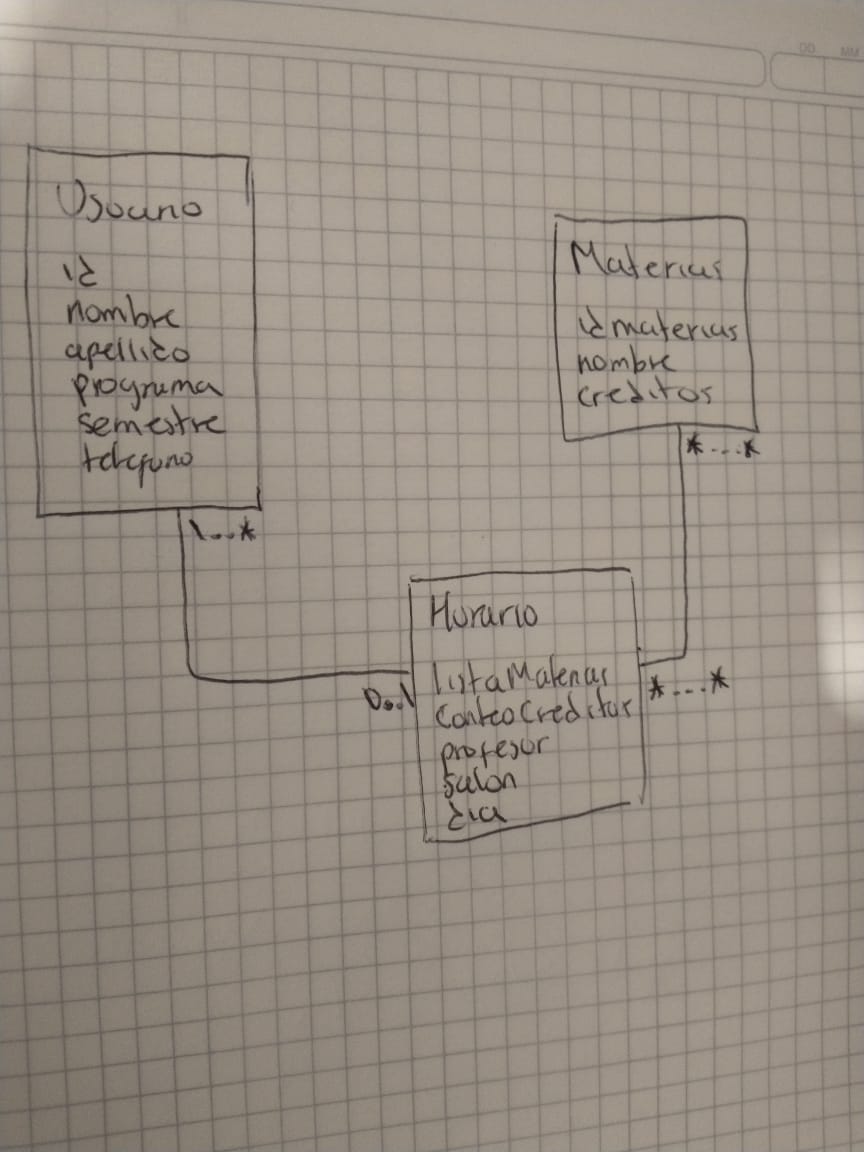 DD MM
Usuario
id
nombre
apellido
programa
semestre
telefono
1...*
Materias
idmaterias
nombre
creditos
*...*
Horario
listaMaterias
ConteoCreditos
profesor
salon
dia
0..1
*...*